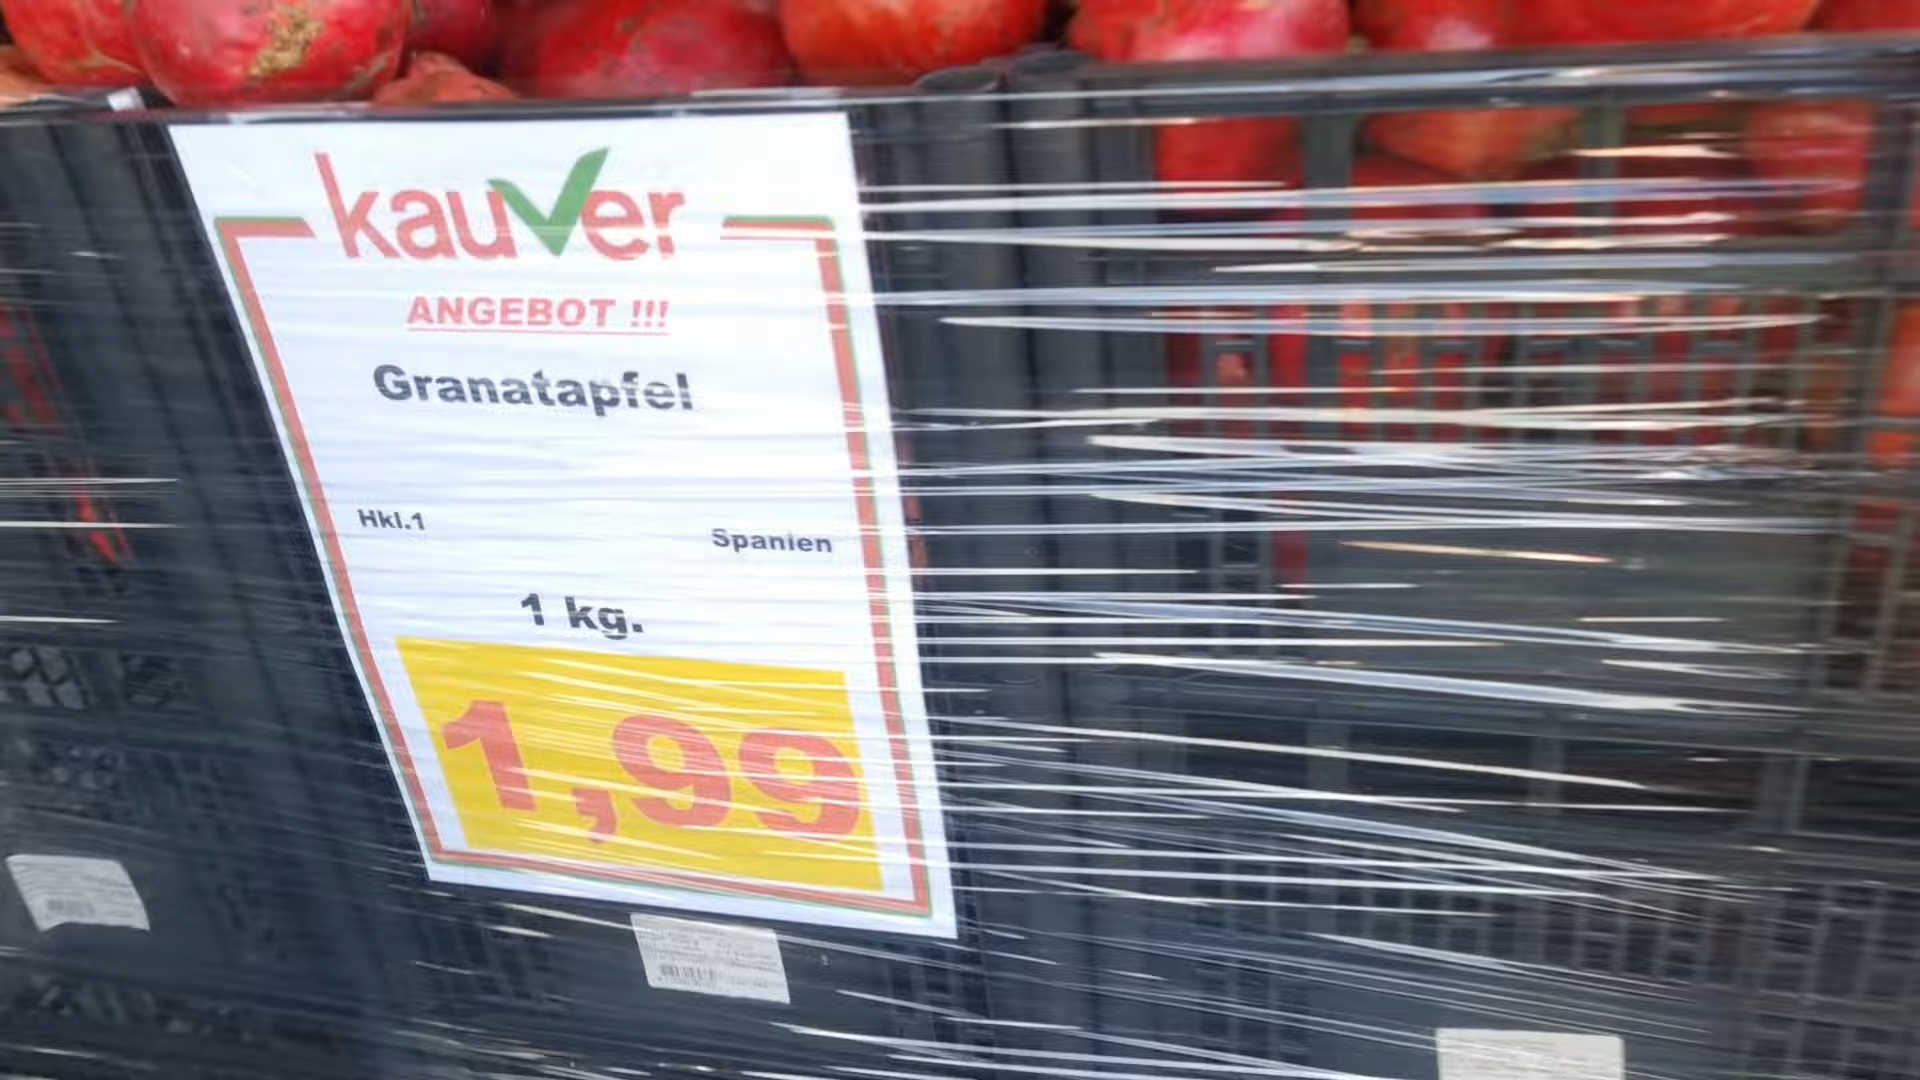 kauver
ANGEBOT !!!
Granatapfel
Hkl.1
Spanien
1 kg.
1,99